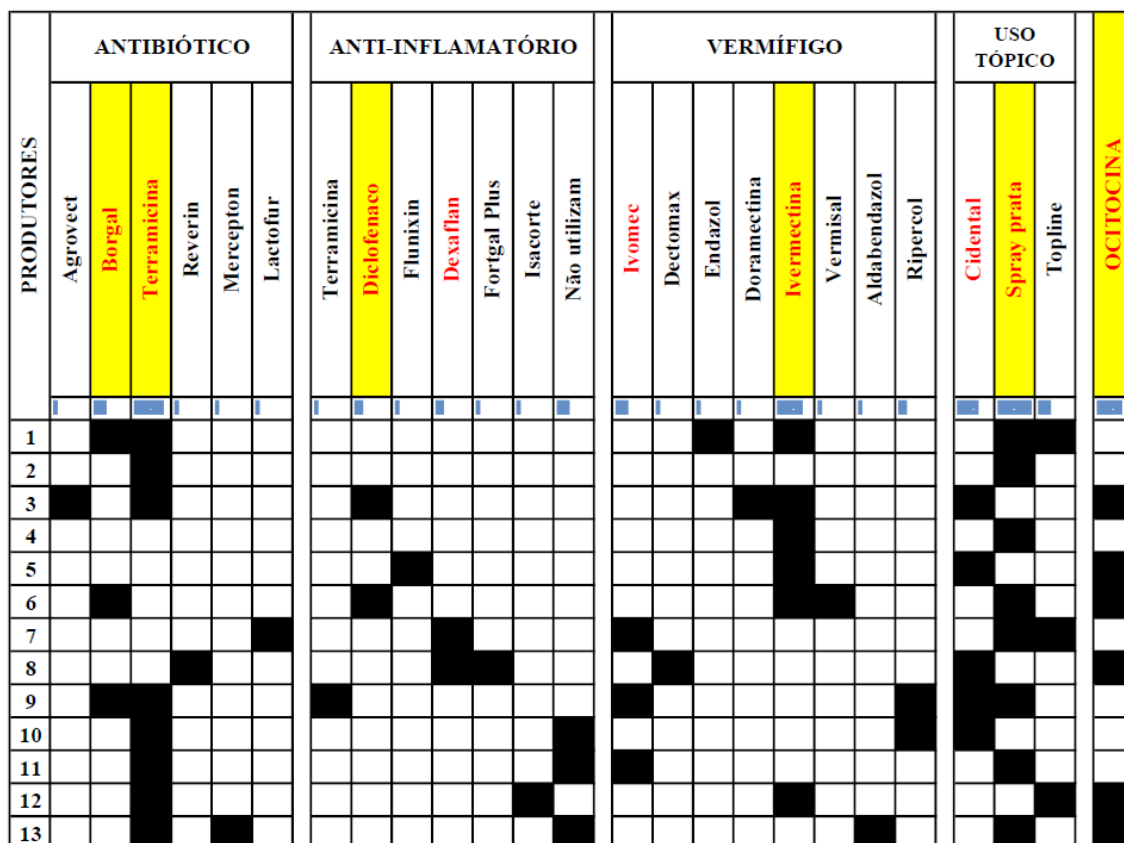 PRODUTORES
ANTIBIÓTICO
ANTI-INFLAMATÓRIO
VERMÍFIGO
USO
TÓPICO
OCITOCINA
Agrovect
Borgal
Terramicina
Reverin
Mercepton
Lactofur
Terramicina
Diclofenaco
Flunixin
Dexaflan
Fortgal Plus
Isacorte
Não utilizam
Ivomec
Dectomax
Endazol
Doramectina
Ivermectina
Vermisal
Aldabendazol
Ripercol
Cidental
Spray prata
Topline
1
2
3
4
5
6
7
8
9
10
11
12
13